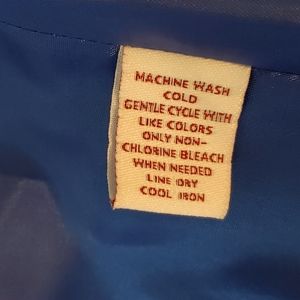 MACHINE WASH
COLD
GENTLE CYCLE WITH
LIKE COLORS
ONLY NON-
CHLORINE BLEACH
WHEN NEEDED
LINE DRY
COOL IRON